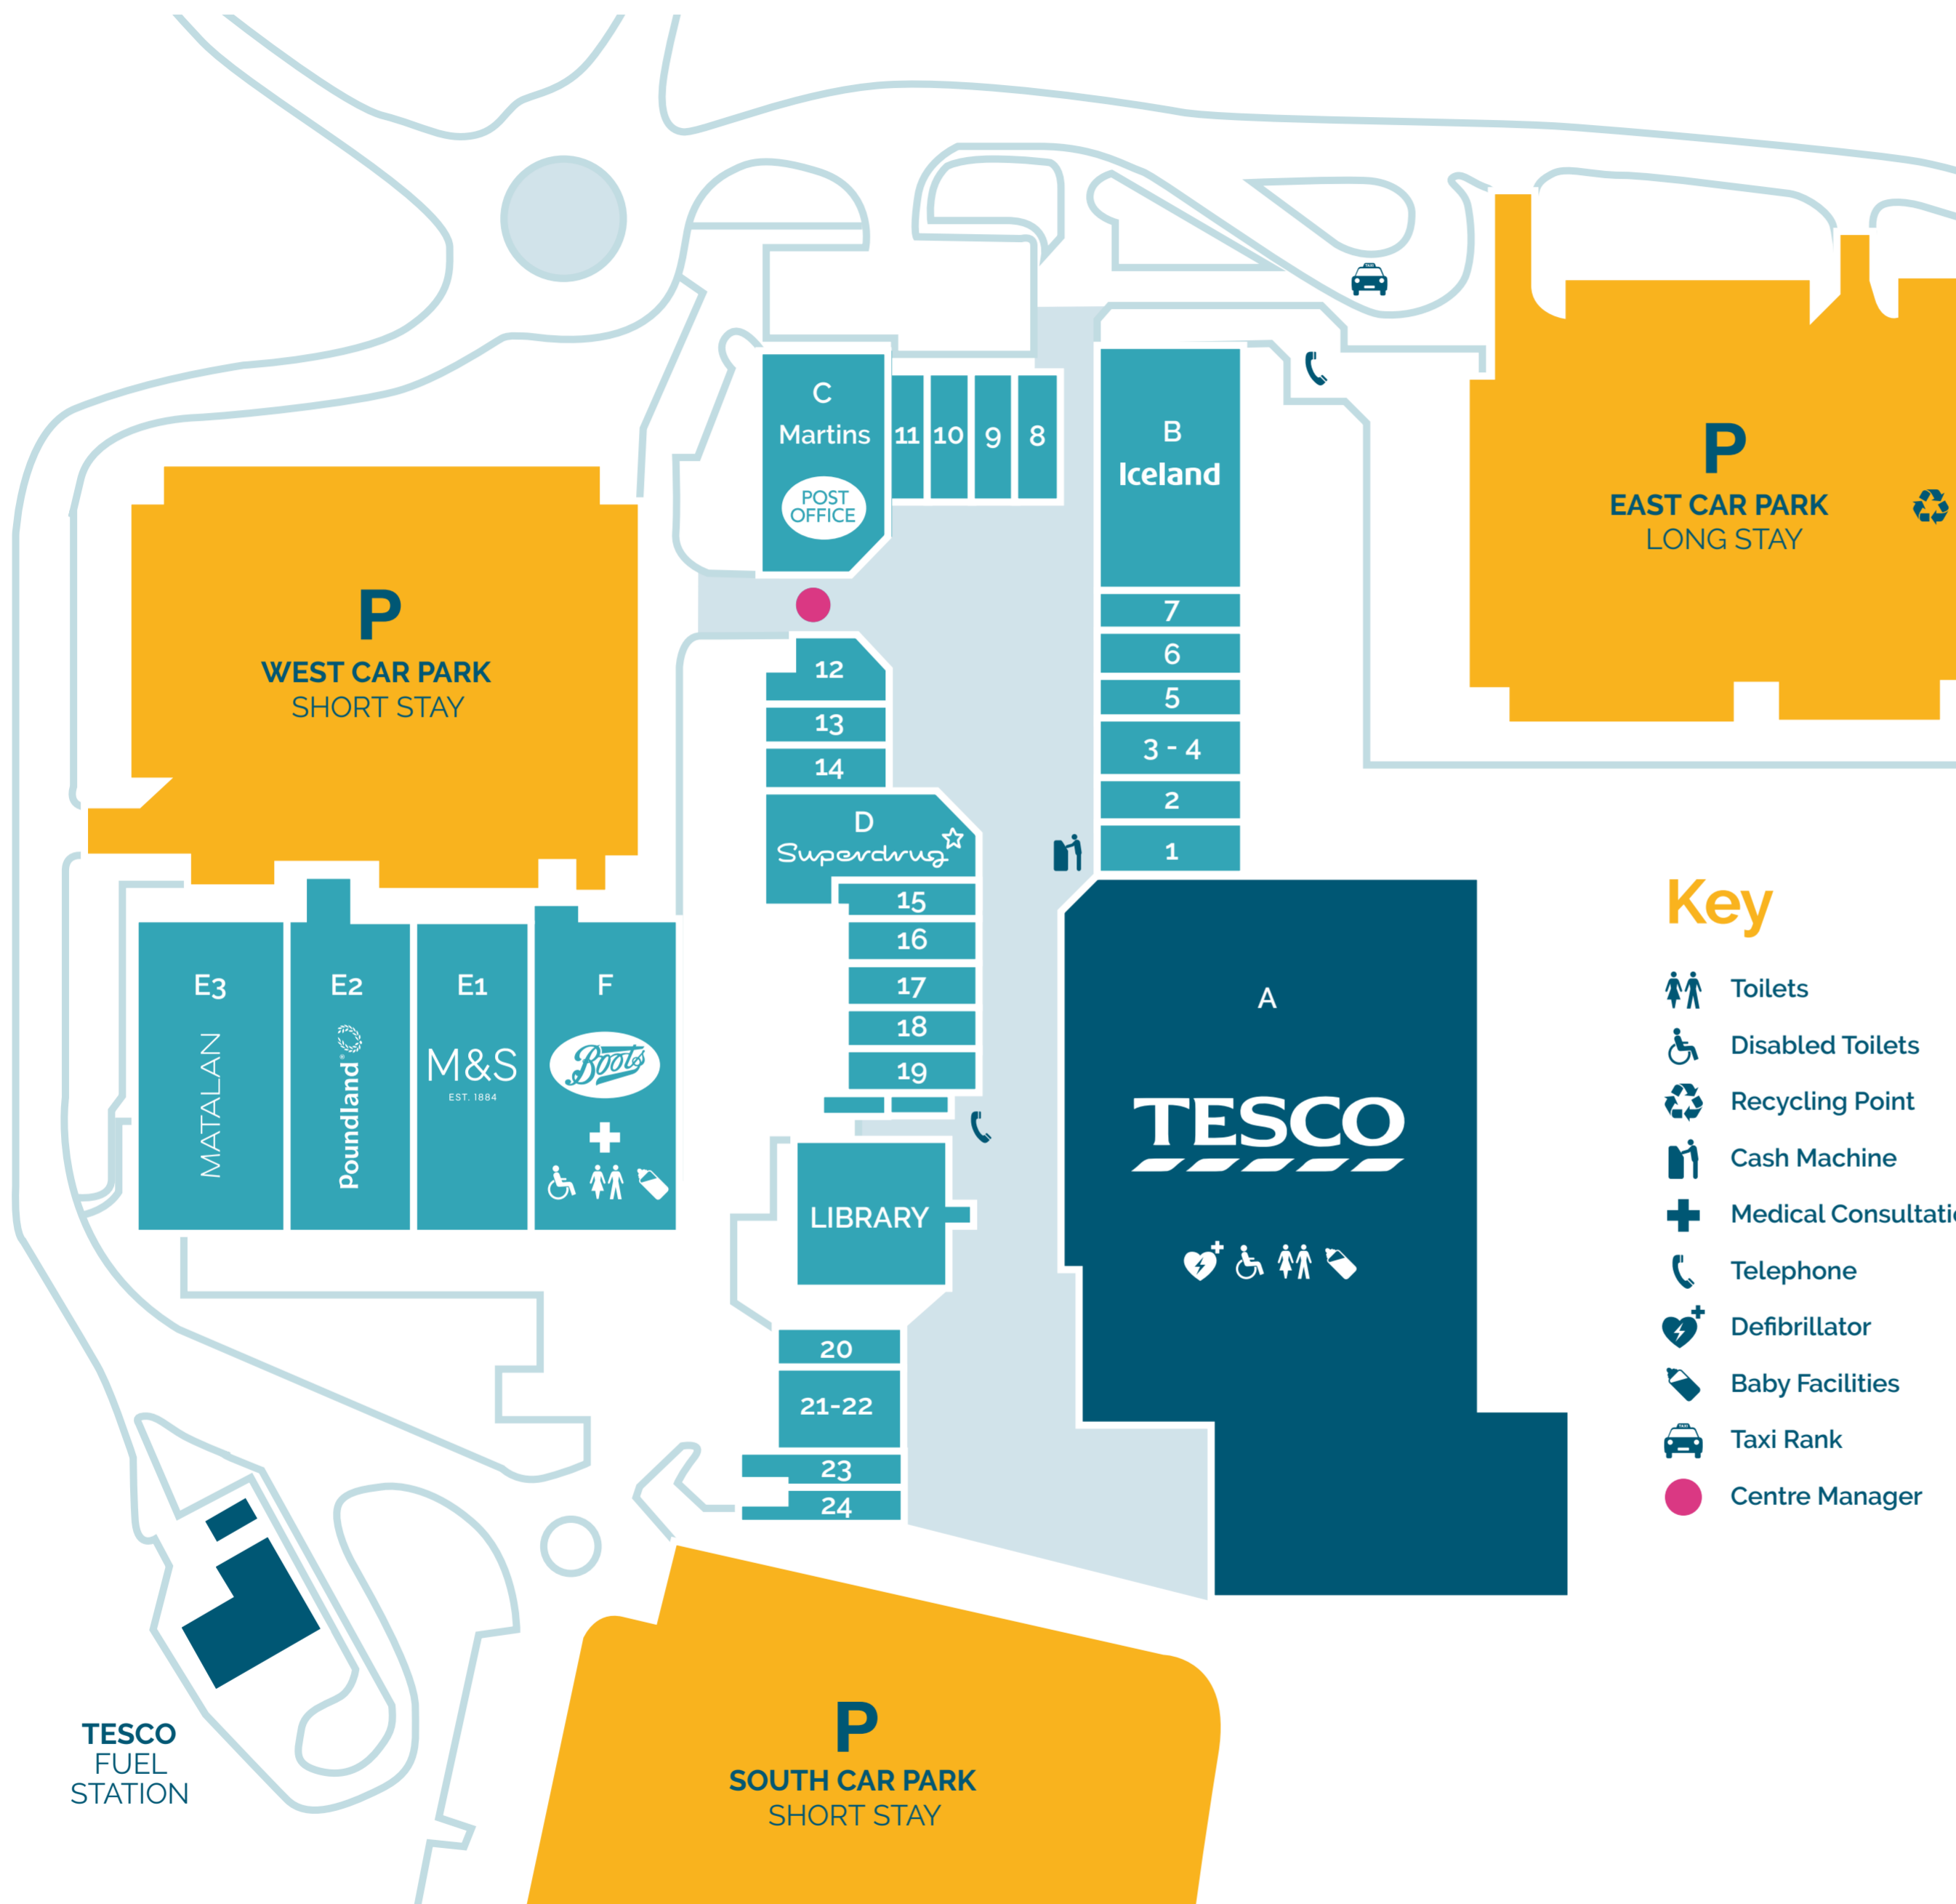 C
Martins
POST
OFFICE
11
10
9
8
B
Iceland
TAXI
P
EAST CAR PARK
LONG STAY
P
WEST CAR PARK
SHORT STAY
7
6
5
3 - 4
2
1
12
13
14
D
Superdrug
15
16
17
18
19
E3
MATALAN
E2
poundland
E1
M&S
EST. 1884
F
Boots
A
TESCO
LIBRARY
20
21-22
23
24
TESCO
FUEL
STATION
P
SOUTH CAR PARK
SHORT STAY
Key
Toilets
Disabled Toilets
Recycling Point
Cash Machine
Medical Consultati
Telephone
Defibrillator
Baby Facilities
TAXI
Taxi Rank
Centre Manager